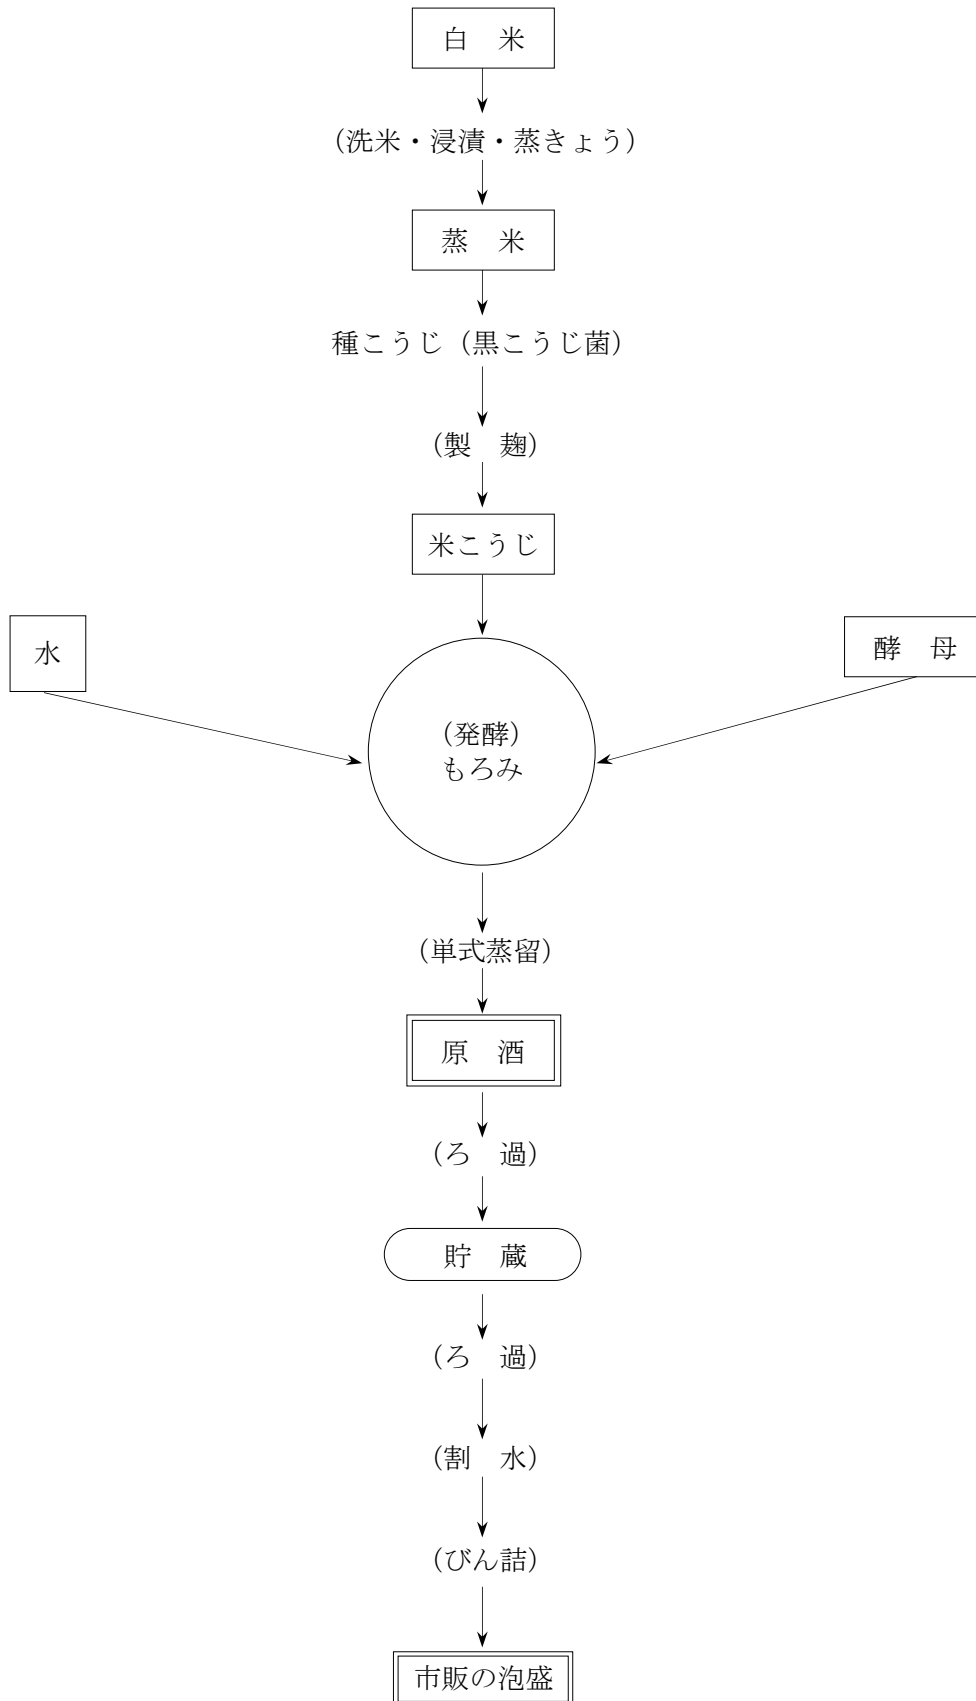 白　米
（洗米・浸漬・蒸きょう）
蒸　米
種こうじ（黒こうじ菌）
（製　麹）
米こうじ
水
酵　母
（発酵）
もろみ
（単式蒸留）
原　酒
（ろ　過）
貯　蔵
（ろ　過）
（割　水）
（びん詰）
市販の泡盛